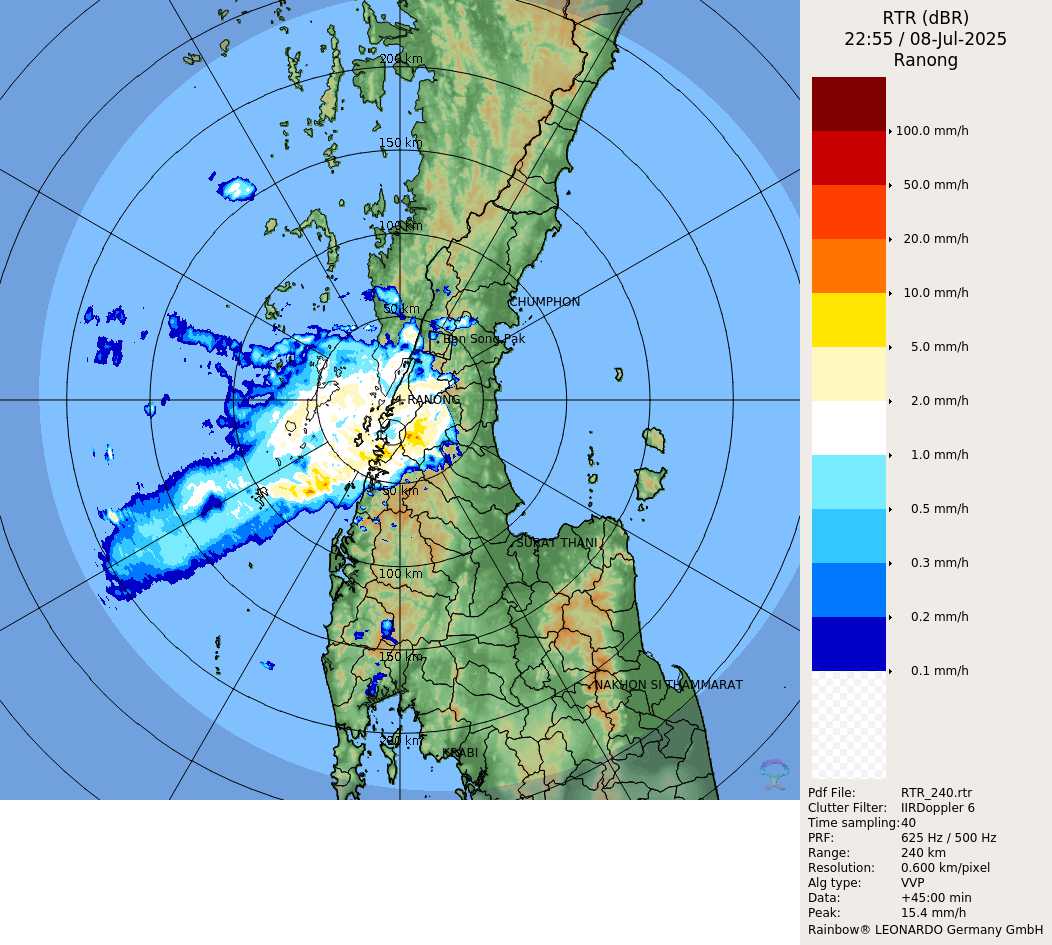 RTR (dBR)
22:55 / 08-Jul-2025
Ranong
200 km
150 km
100 km
50 km
CHUMPHON
Ban Song Pak
RANONG
50 km
SURAT THANI
100 km
150 km
NAKHON SI THAMMARAT
200 km
KRABI
100.0 mm/h
50.0 mm/h
20.0 mm/h
10.0 mm/h
5.0 mm/h
2.0 mm/h
1.0 mm/h
0.5 mm/h
0.3 mm/h
0.2 mm/h
0.1 mm/h
Pdf File: RTR_240.rtr
Clutter Filter: IIRDoppler 6
Time sampling:40
PRF: 625 Hz / 500 Hz
Range: 240 km
Resolution: 0.600 km/pixel
Alg type: VVP
Data: +45:00 min
Peak: 15.4 mm/h
Rainbow® LEONARDO Germany GmbH